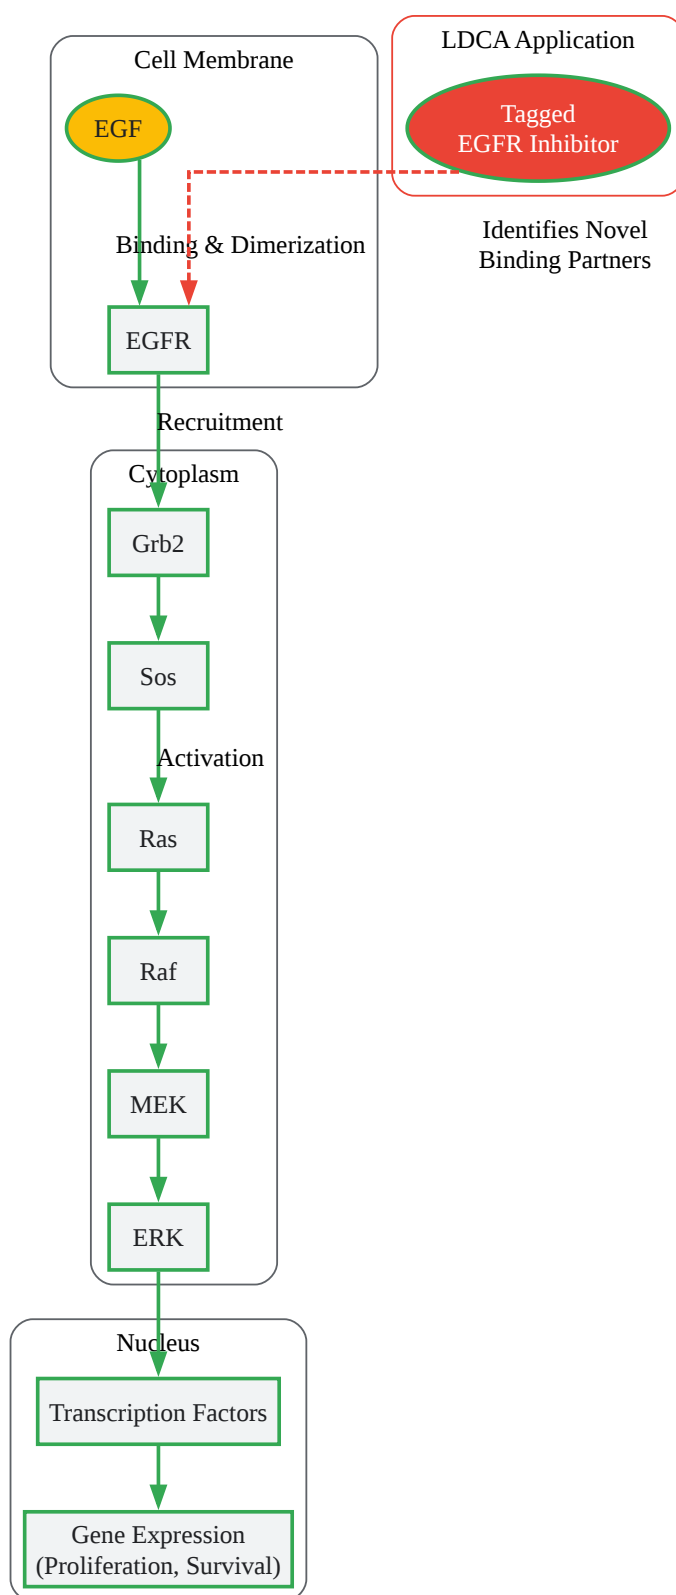 Cell Membrane
LDCA Application
EGF
Tagged
EGFR Inhibitor
Identifies Novel
Binding Partners
Binding & Dimerization
EGFR
Recruitment
Cytoplasm
Grb2
Sos
Activation
Ras
Raf
MEK
ERK
Nucleus
Transcription Factors
Gene Expression
(Proliferation, Survival)